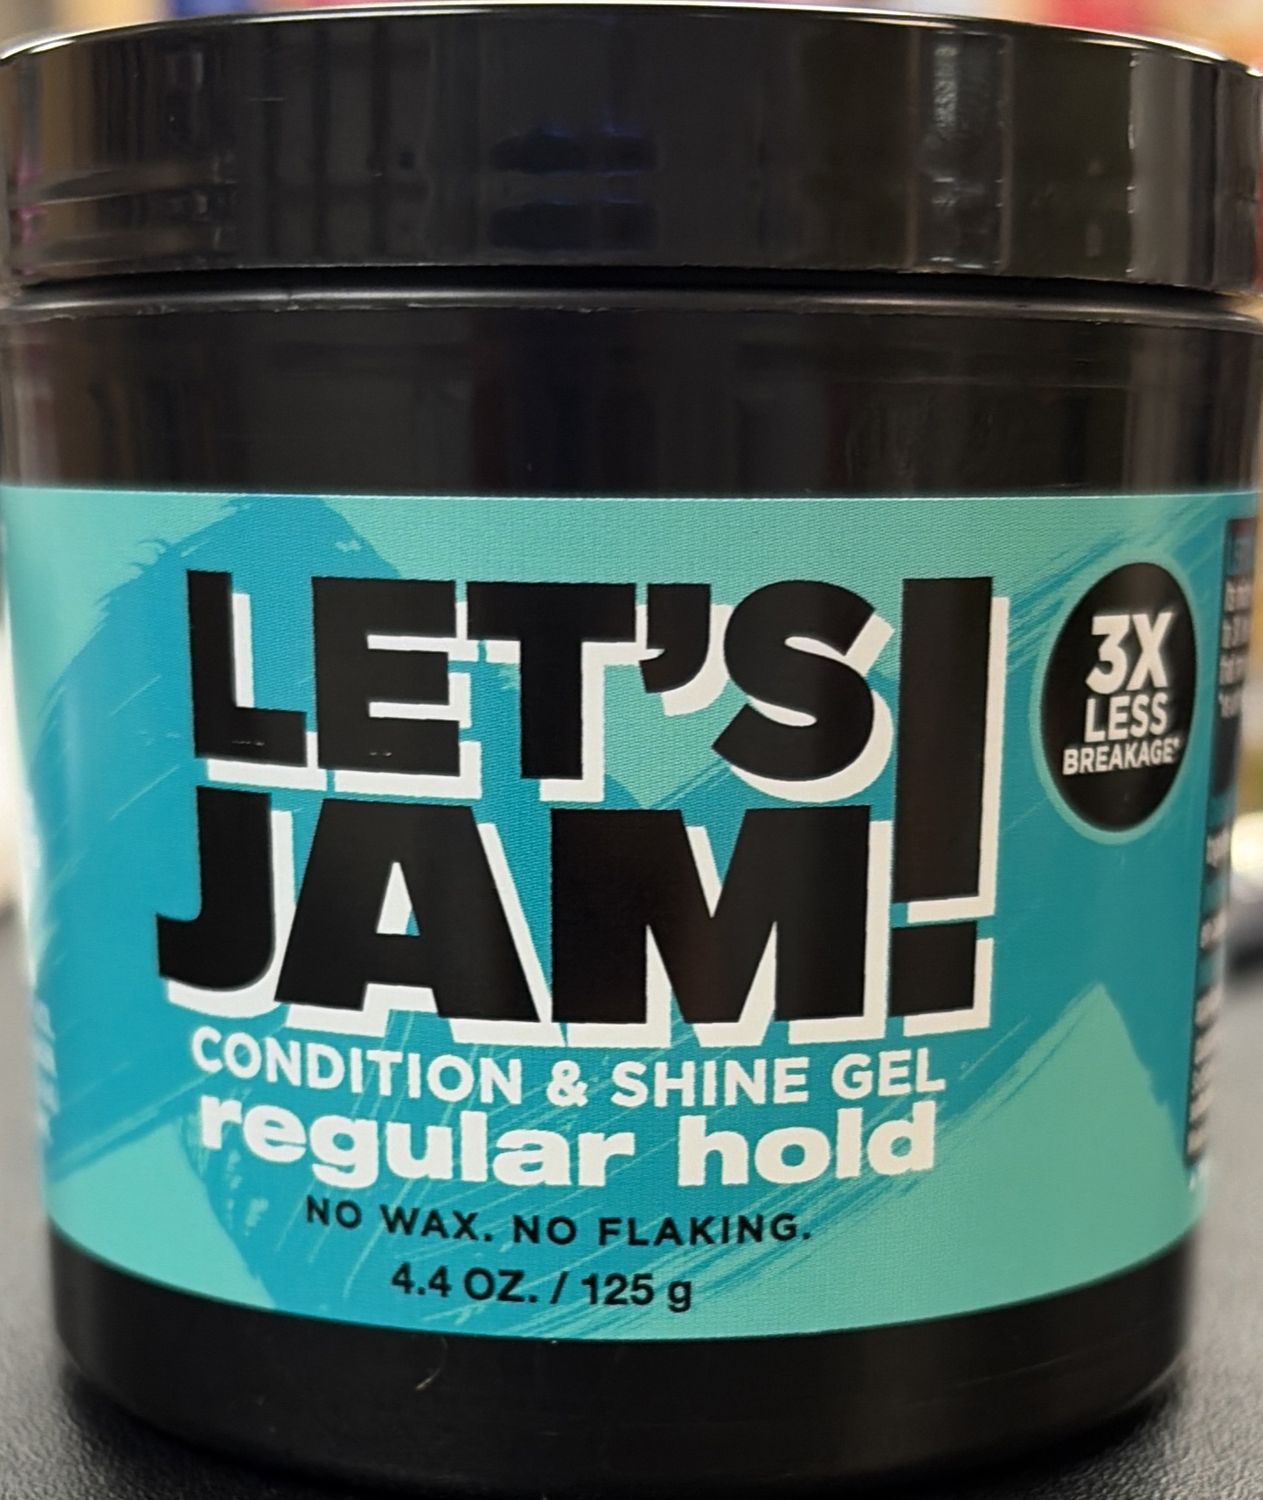 LET'S
JAM!
CONDITION & SHINE GEL
regular hold
NO WAX. NO FLAKING.
4.4 OZ. / 125 g
3X
LESS
BREAKAGE*